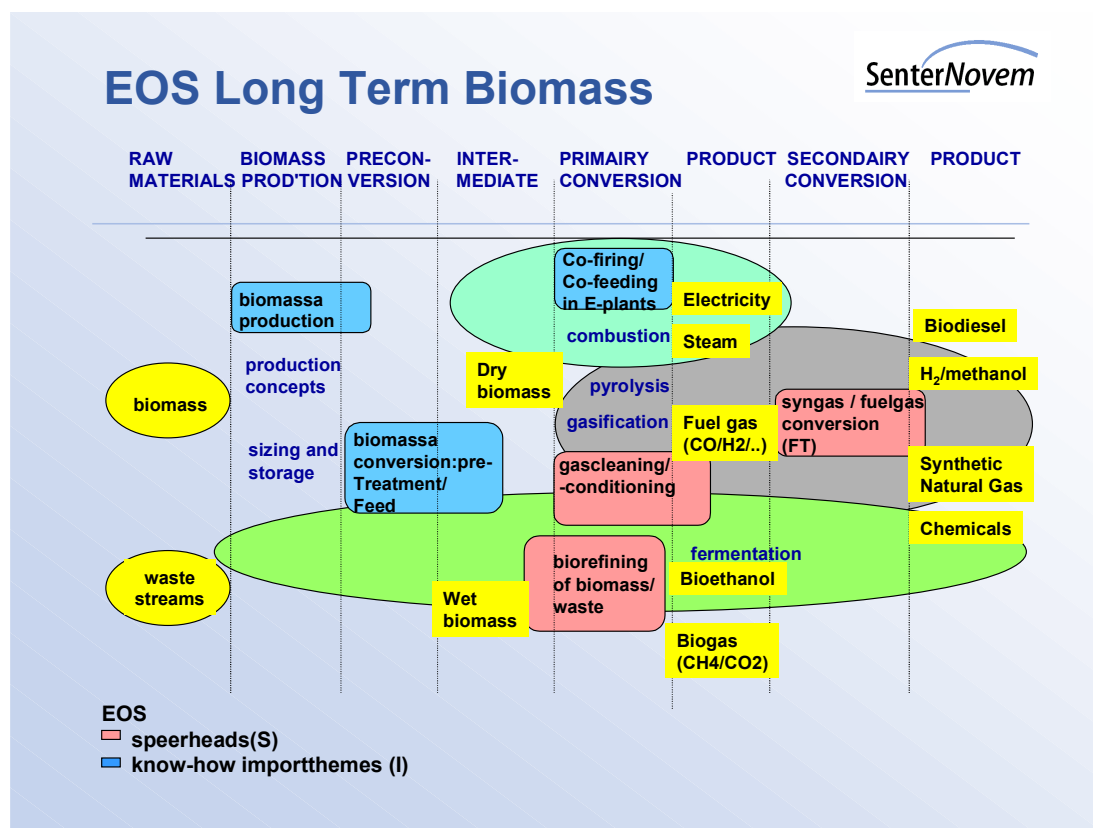 EOS Long Term Biomass
SenterNovem
RAW
MATERIALS
BIOMASS
PROD'TION
PRECON-
VERSION
INTER-
MEDIATE
PRIMAIRY
CONVERSION
PRODUCT
SECONDAIRY
CONVERSION
PRODUCT
Co-firing/
Co-feeding
in E-plants
biomassa
production
Electricity
Biodiesel
combustion
Steam
production
concepts
Dry
biomass
pyrolysis
H2/methanol
biomass
gasification
Fuel gas
(CO/H2/..)
syngas / fuelgas
conversion
(FT)
sizing and
storage
biomassa
conversion:pre-
Treatment/
Feed
gascleaning/
-conditioning
Synthetic
Natural Gas
Chemicals
waste
streams
biorefining
of biomass/
waste
fermentation
Bioethanol
Wet
biomass
Biogas
(CH4/CO2)
EOS
speerheads(S)
know-how importthemes (I)